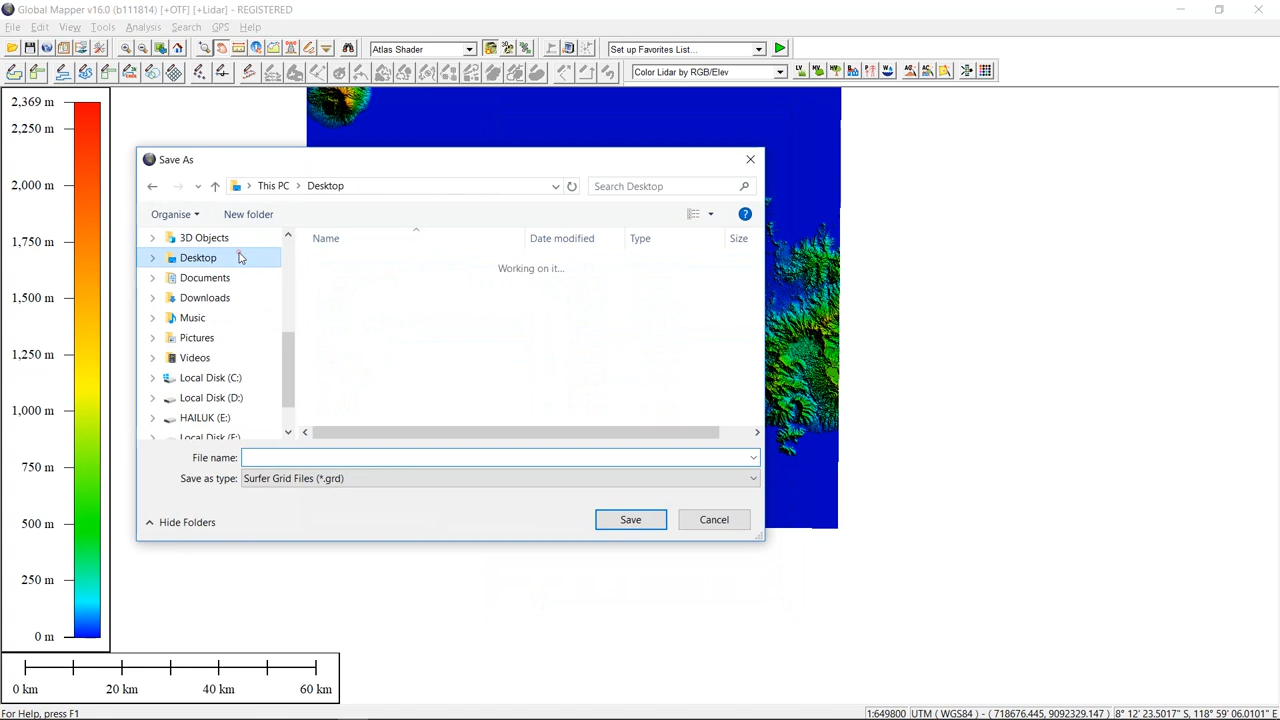 Global Mapper v16.0 (b111814) [+OTF] [+Lidar] - REGISTERED
File Edit View Tools Analysis Search GPS Help
Atlas Shader
Set up Favorites List...
Color Lidar by RGB/Elev
2,369 m
2,250 m
2,000 m
1,750 m
1,500 m
1,250 m
1,000 m
750 m
500 m
250 m
0 m
Save As
This PC > Desktop
Search Desktop
Organise
New folder
3D Objects
Desktop
Documents
Downloads
Music
Pictures
Videos
Local Disk (C:)
Local Disk (D:)
HAILUK (E:)
Local Disk (F:)
Name Date modified Type Size
Working on it...
File name:
Save as type: Surfer Grid Files (*.grd)
Hide Folders
Save
Cancel
0 km 20 km 40 km 60 km
For Help, press F1
1:649800 UTM ( WGS84 ) - ( 718676.445, 9092329.147 ) 8° 12' 23.5017" S, 118° 59' 06.0101" E